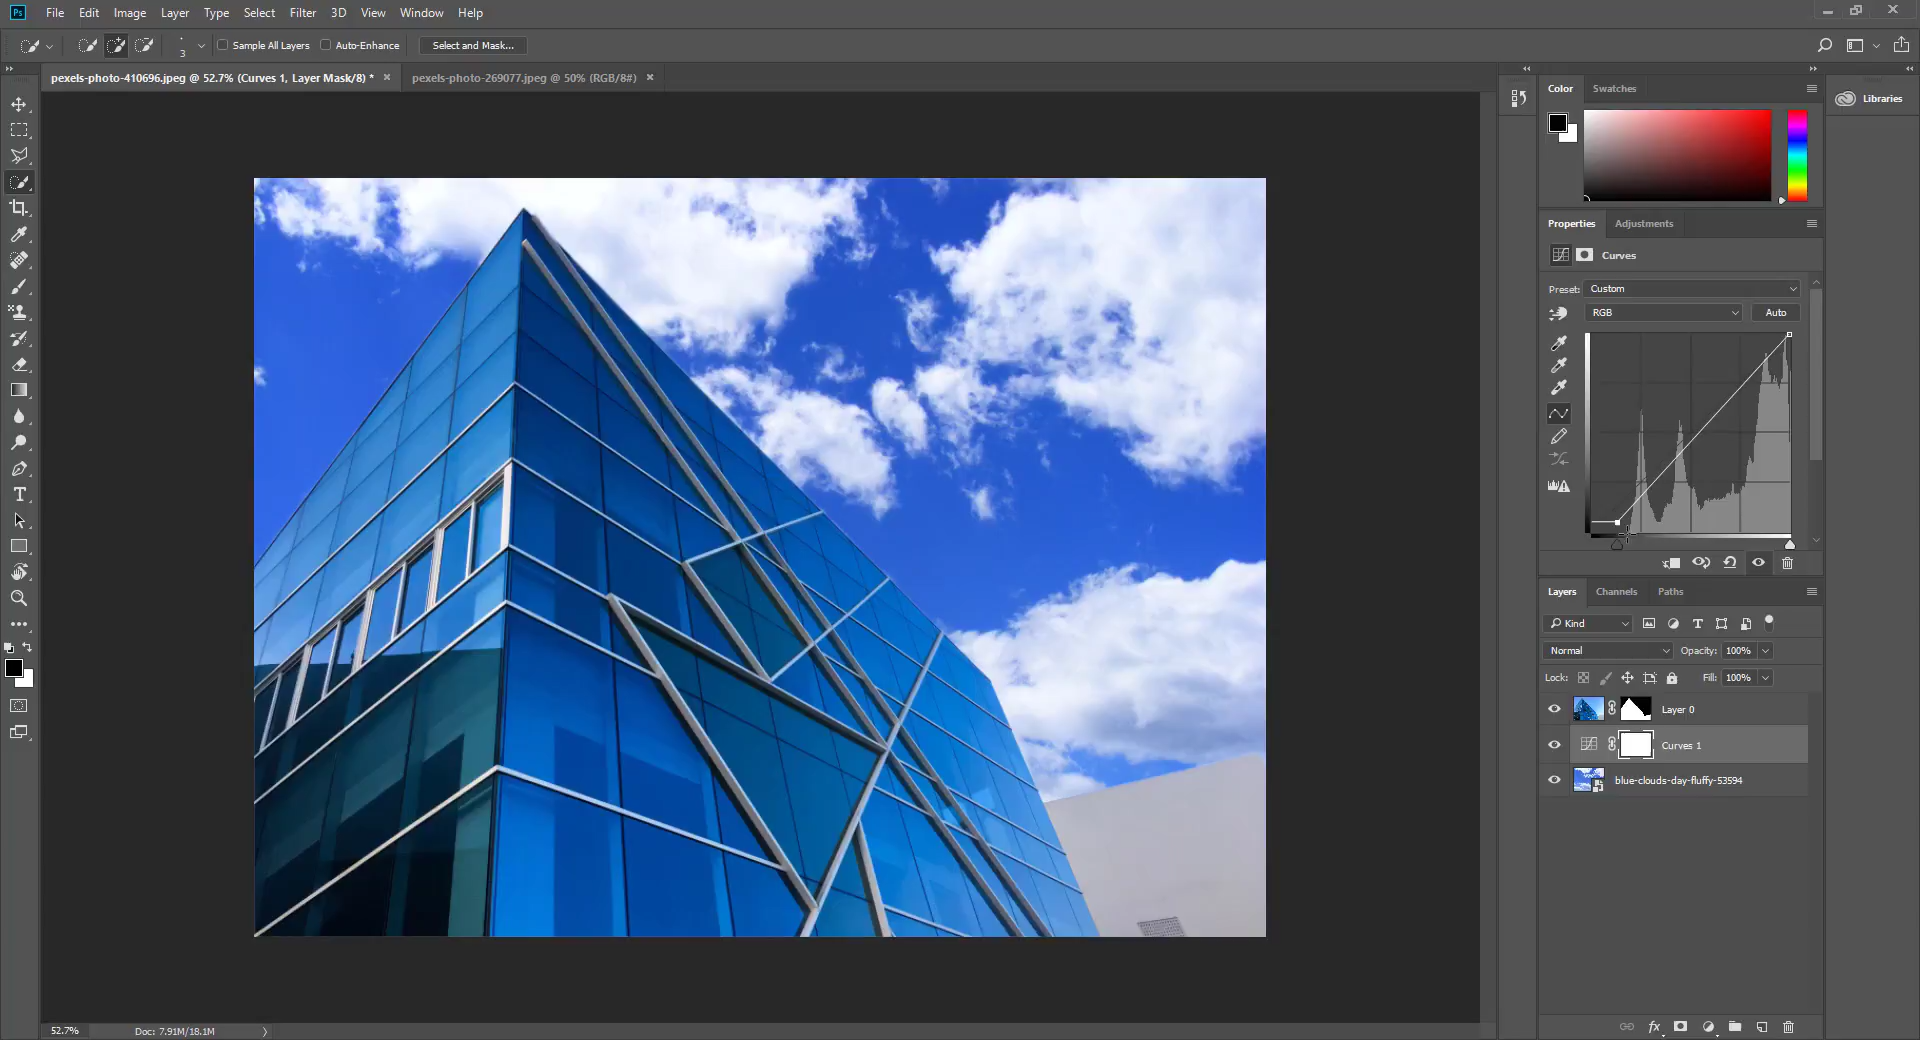 Ps File Edit Image Layer Type Select Filter 3D View Window Help
3 Sample All Layers Auto-Enhance Select and Mask...
pexels-photo-410696.jpeg @ 52.7% (Curves 1, Layer Mask/8) * × pexels-photo-269077.jpeg @ 50% (RGB/8#) ×
Color Swatches
Libraries
Properties Adjustments
Curves
Preset: Custom
RGB Auto
Layers Channels Paths
Kind
Normal Opacity: 100%
Lock: Fill: 100%
Layer 0
Curves 1
blue-clouds-day-fluffy-53594
52.7% Doc: 7.91M/18.1M
fx